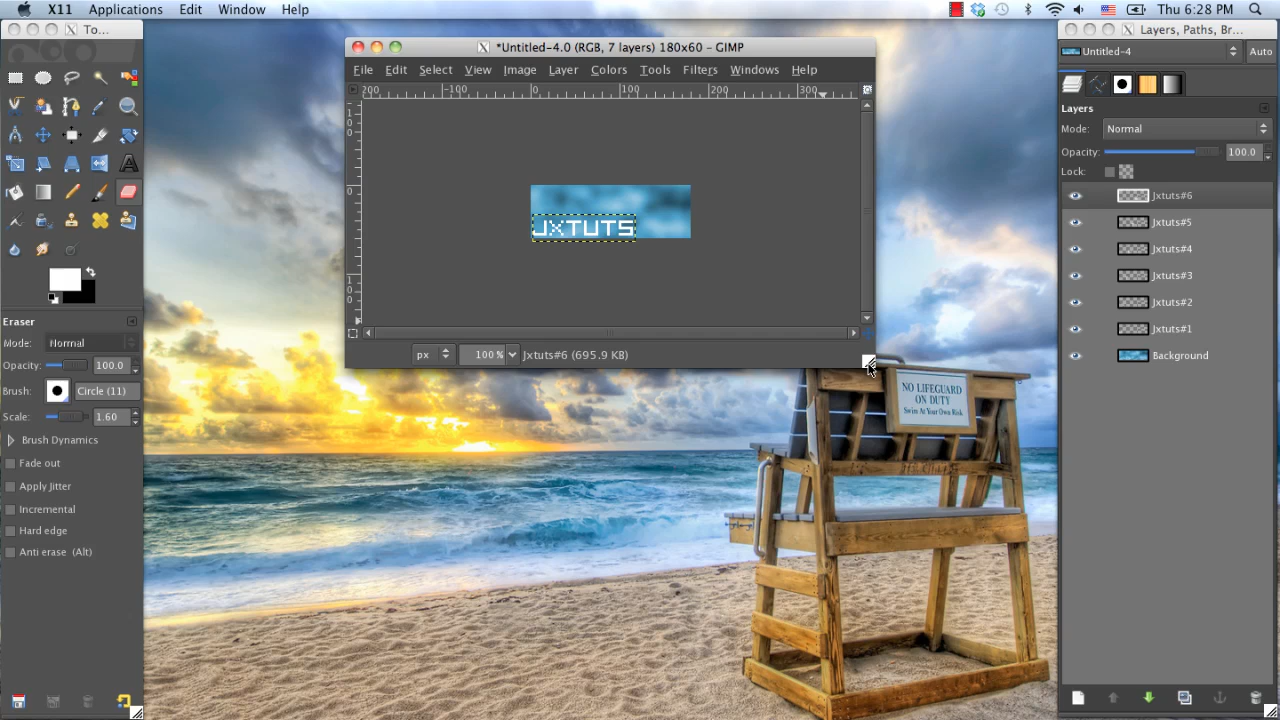 X11 Applications Edit Window Help
Thu 6:28 PM
To...
Eraser
Mode: Normal
Opacity: 100.0
Brush: Circle (11)
Scale: 1.60
Brush Dynamics
Fade out
Apply Jitter
Incremental
Hard edge
Anti erase (Alt)
*Untitled-4.0 (RGB, 7 layers) 180x60 – GIMP
File Edit Select View Image Layer Colors Tools Filters Windows Help
200 -100 0 100 200 300
100
0
100
JXTUTS
px 100 % Jxtuts#6 (695.9 KB)
NO LIFEGUARD
ON DUTY
Swim At Your Own Risk
Layers, Paths, Br...
Untitled-4 Auto
Layers
Mode: Normal
Opacity: 100.0
Lock:
Jxtuts#6
Jxtuts#5
Jxtuts#4
Jxtuts#3
Jxtuts#2
Jxtuts#1
Background